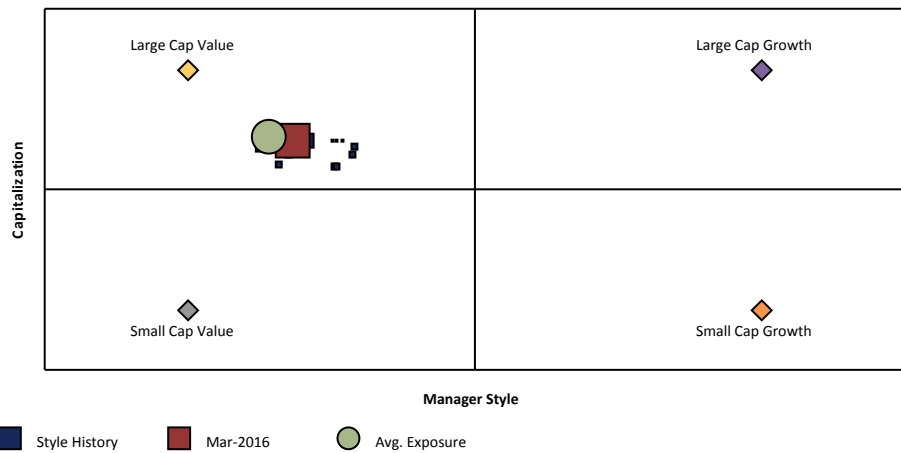 Large Cap Value
Large Cap Growth
Capitalization
Small Cap Value
Small Cap Growth
Manager Style
Style History
Mar-2016
Avg. Exposure